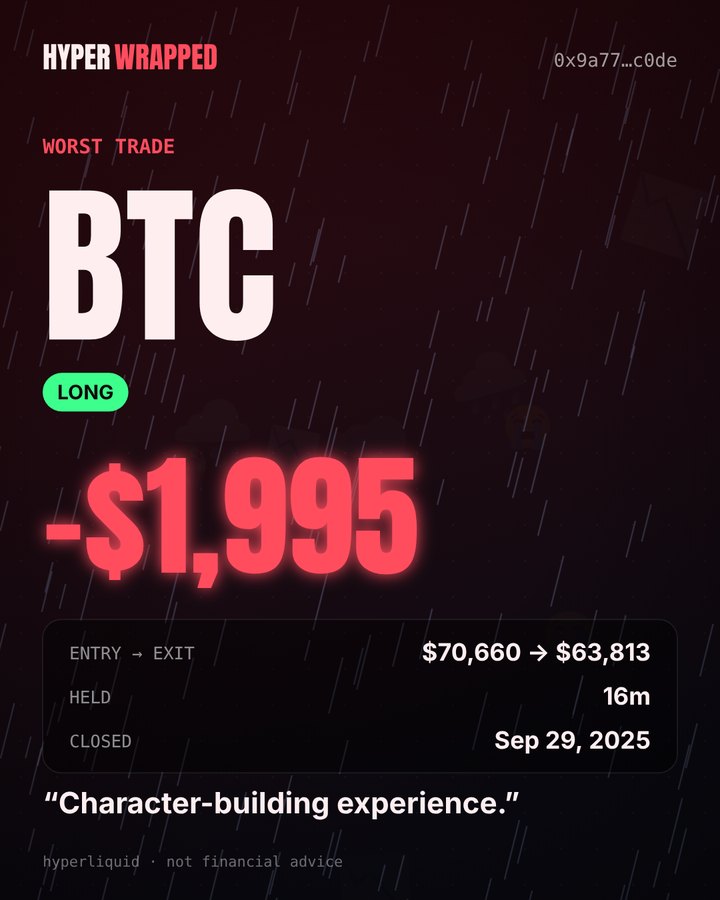 HYPER WRAPPED
0x9a77…c0de
WORST TRADE
BTC
LONG
-$1,995
ENTRY → EXIT $70,660 → $63,813
HELD 16m
CLOSED Sep 29, 2025
“Character-building experience.”
hyperliquid · not financial advice